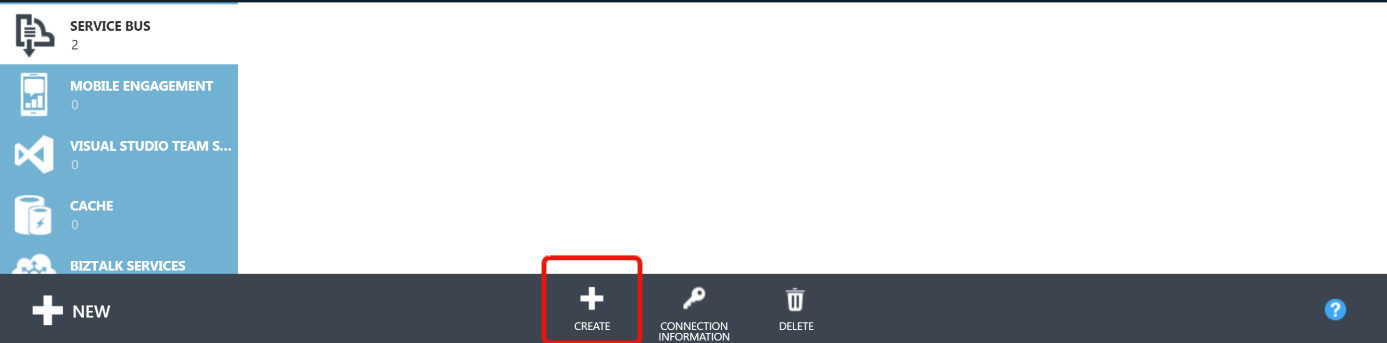 SERVICE BUS
2
MOBILE ENGAGEMENT
0
VISUAL STUDIO TEAM S...
0
CACHE
0
BIZTALK SERVICES
NEW
CREATE
CONNECTION
INFORMATION
DELETE
?